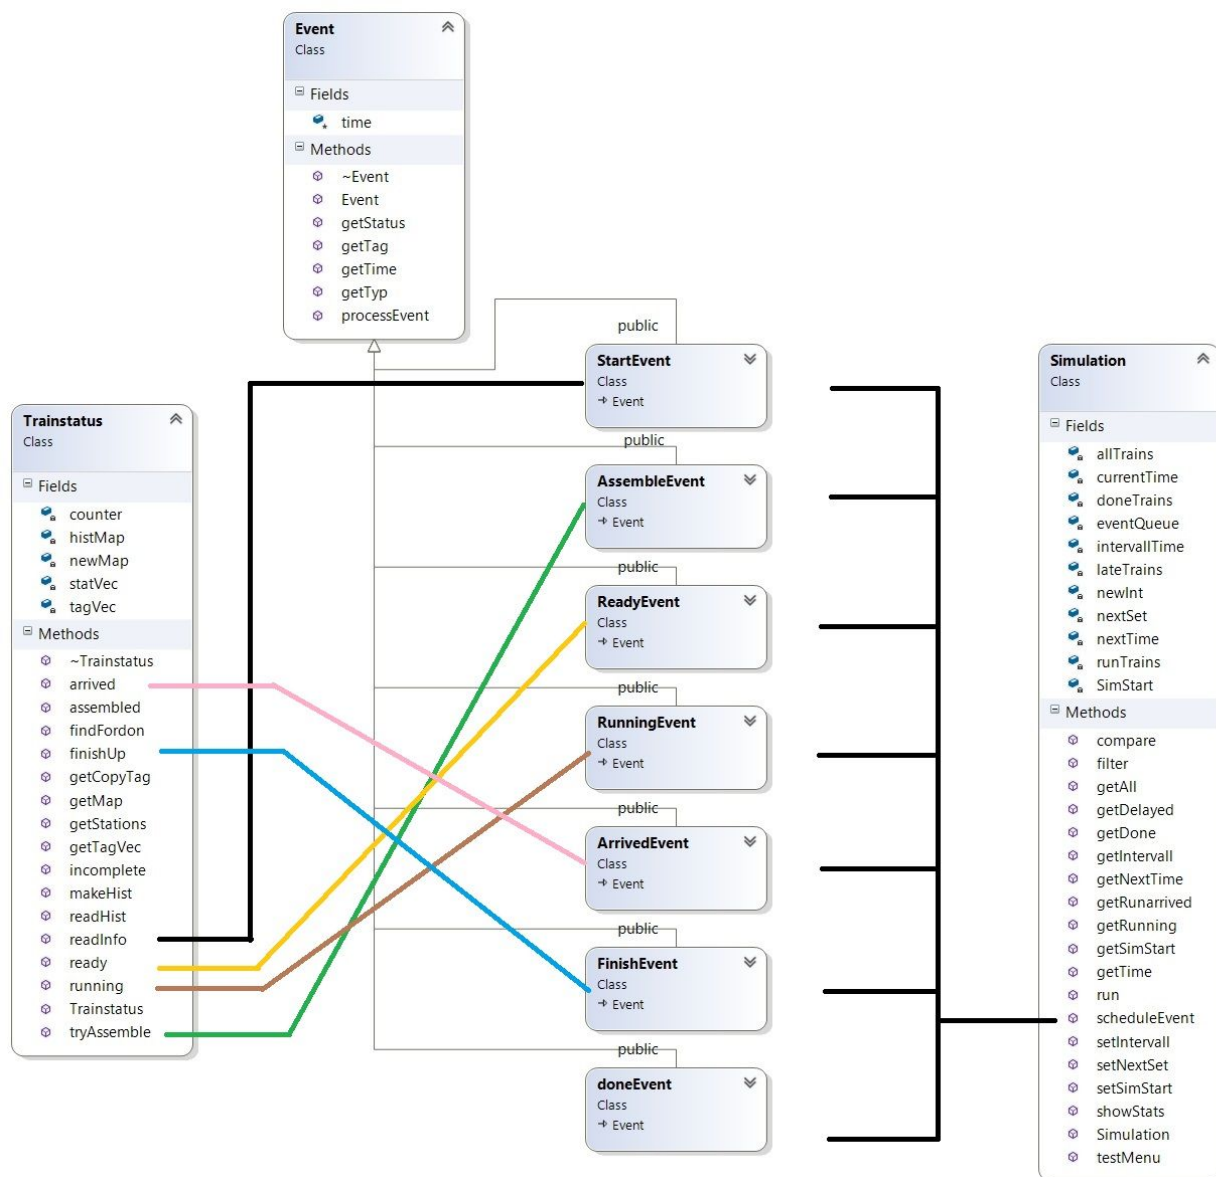 Event
Class
Fields
time
Methods
~Event
Event
getStatus
getTag
getTime
getTyp
processEvent
Trainstatus
Class
Fields
counter
histMap
newMap
statVec
tagVec
Methods
~Trainstatus
arrived
assembled
findFordon
finishUp
getCopyTag
getMap
getStations
getTagVec
incomplete
makeHist
readHist
readInfo
ready
running
Trainstatus
tryAssemble
public
StartEvent
Class
Event
public
AssembleEvent
Class
Event
public
ReadyEvent
Class
Event
public
RunningEvent
Class
Event
public
ArrivedEvent
Class
Event
public
FinishEvent
Class
Event
public
doneEvent
Class
Event
Simulation
Class
Fields
allTrains
currentTime
doneTrains
eventQueue
intervallTime
lateTrains
newInt
nextSet
nextTime
runTrains
SimStart
Methods
compare
filter
getAll
getDelayed
getDone
getIntervall
getNextTime
getRunarrived
getRunning
getSimStart
getTime
run
scheduleEvent
setIntervall
setNextSet
setSimStart
showStats
Simulation
testMenu